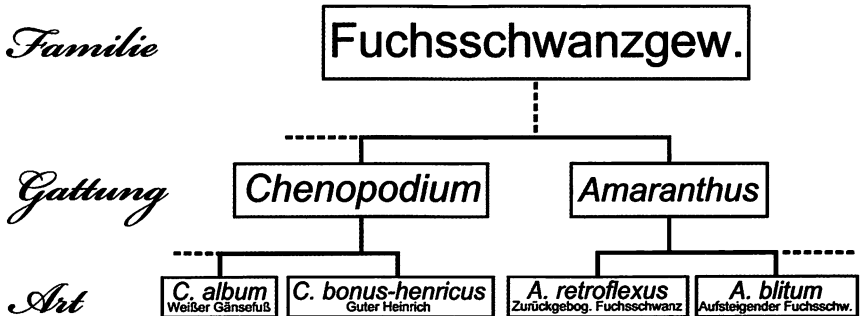 Familie
Fuchsschwanzgew.
Gattung
Chenopodium
Amaranthus
Art
C. album
Weißer Gänsefuß
C. bonus-henricus
Guter Heinrich
A. retroflexus
Zurückgebog. Fuchsschwanz
A. blitum
Aufsteigender Fuchsschw.